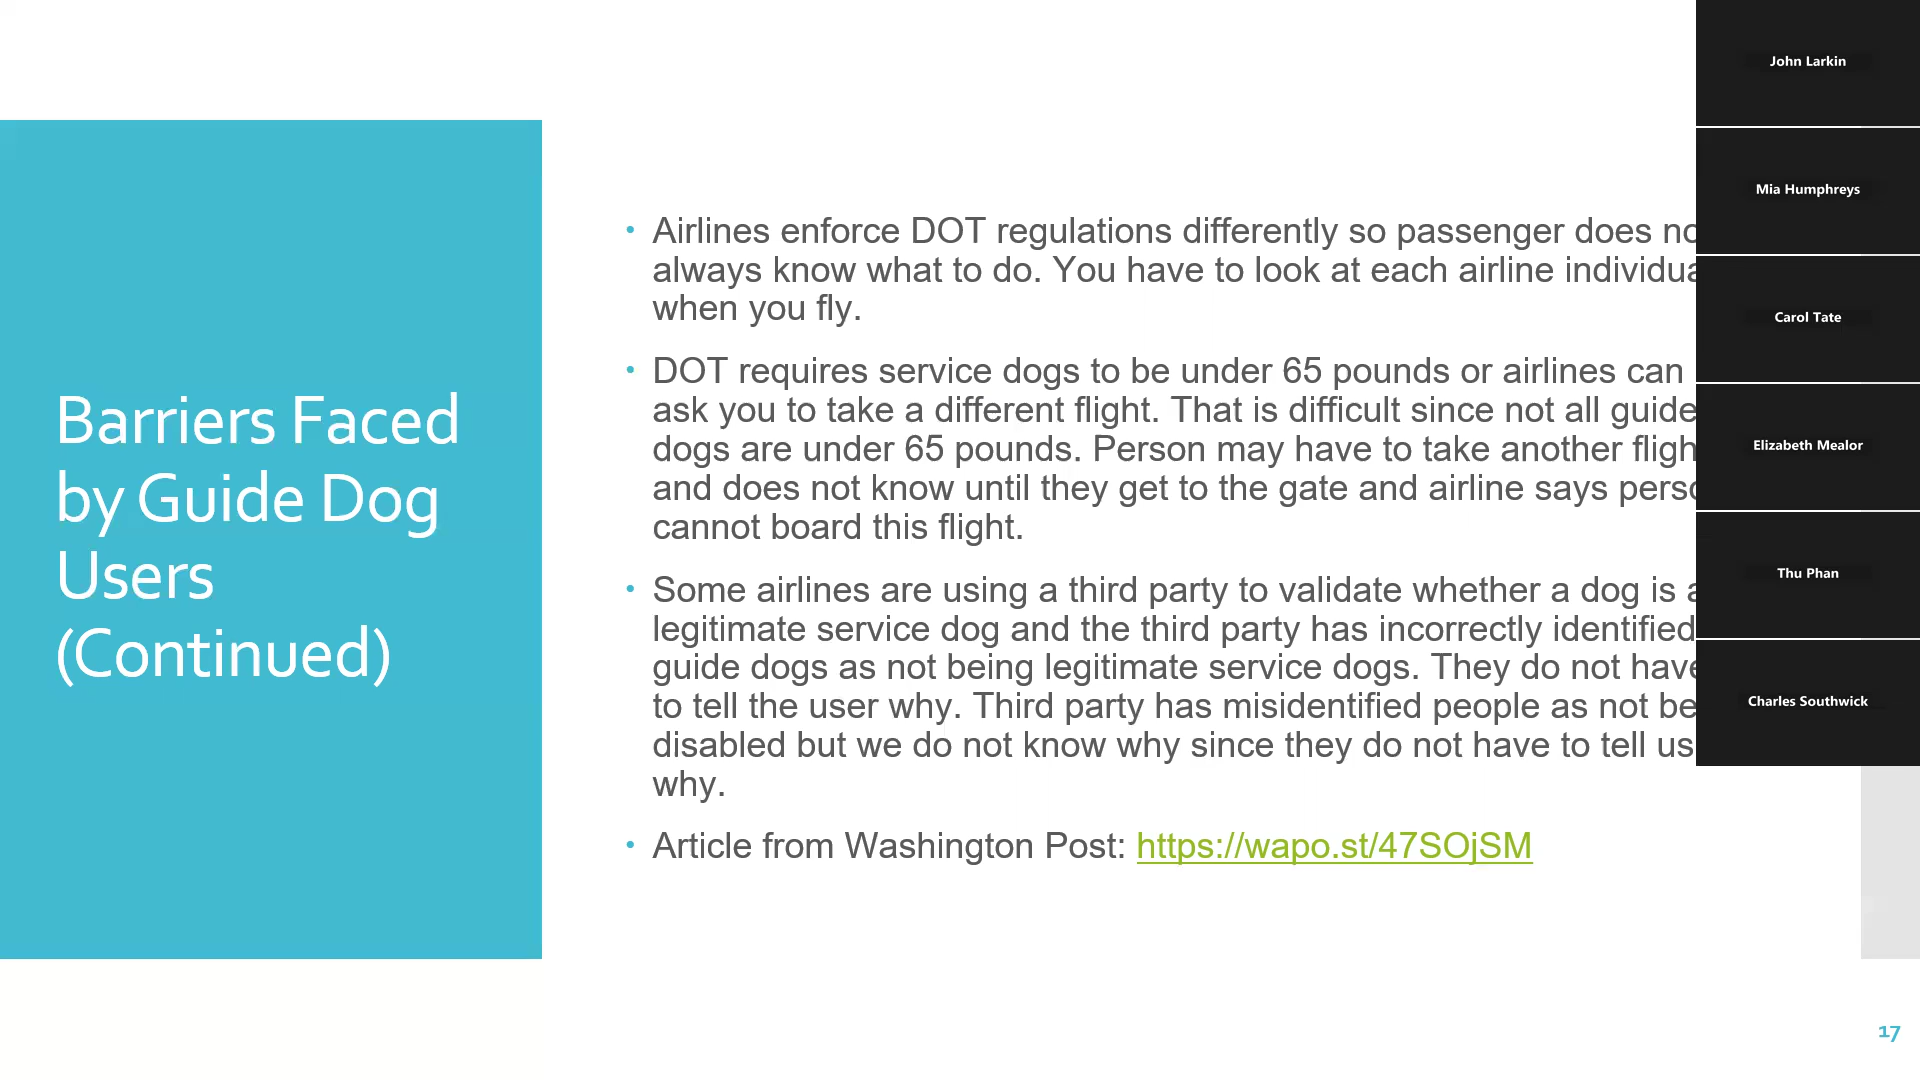 Barriers Faced
by Guide Dog
Users
(Continued)
• Airlines enforce DOT regulations differently so passenger does
always know what to do. You have to look at each airline
when you fly.
• DOT requires service dogs to be under 65 pounds or airlines can
ask you to take a different flight. That is difficult since not all guide
dogs are under 65 pounds. Person may have to take another
and does not know until they get to the gate and airline says
cannot board this flight.
• Some airlines are using a third party to validate whether a dog is
legitimate service dog and the third party has incorrectly identified
guide dogs as not being legitimate service dogs. They do not have
to tell the user why. Third party has misidentified people as not be
disabled but we do not know why since they do not have to tell us
why.
• Article from Washington Post: https://wapo.st/47SOjSM
John Larkin
Mia Humphreys
Carol Tate
Elizabeth Mealor
Thu Phan
Charles Southwick
17